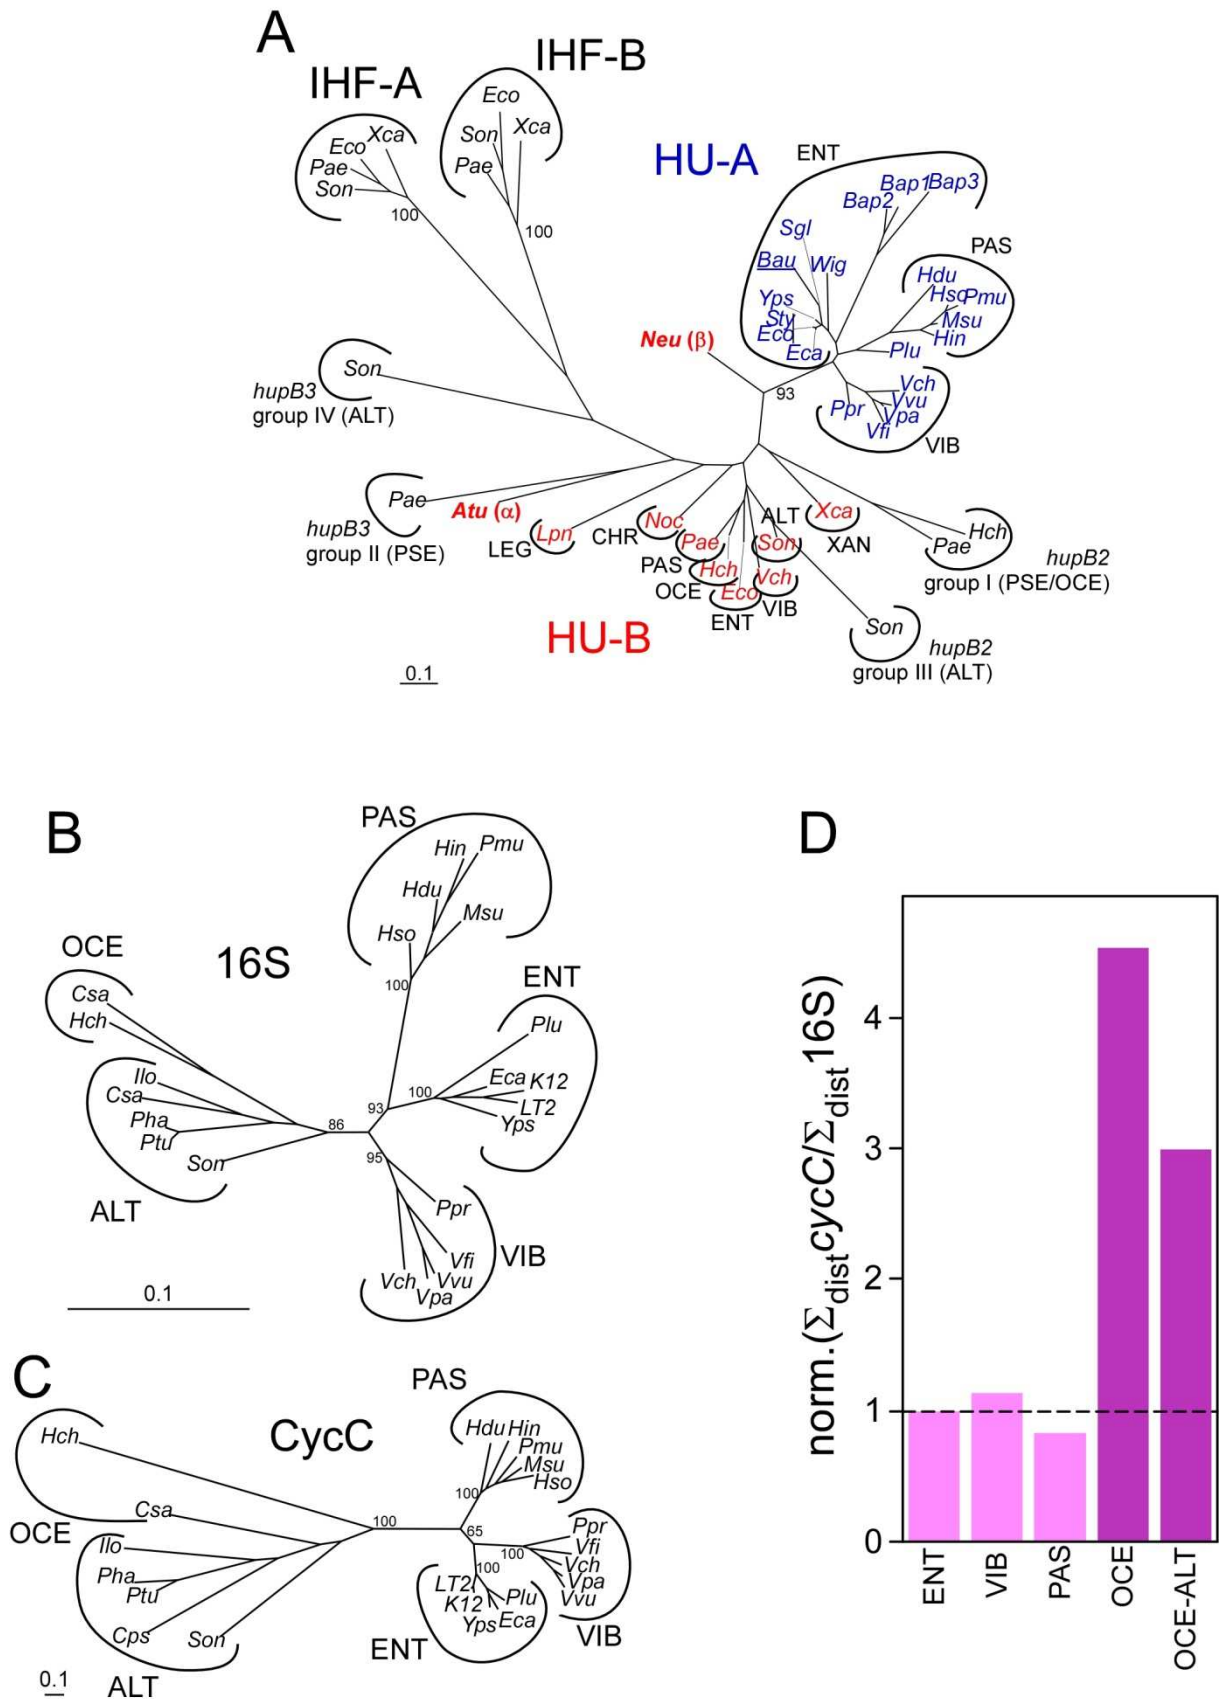 A
IHF-A
IHF-B
Eco
Xca
Pae
Son
100
Eco
Son
Xca
Pae
100
HU-A
ENT
Bap1
Bap3
Bap2
Sgl
Bau
Wig
Yps
Sty
Eco
Eca
PAS
Hdu
Hso
Pmu
Msu
Hin
Plu
Neu (β)
93
Vch
Vvu
Ppr
Vpa
Vfi
VIB
Son
hupB3
group IV (ALT)
Pae
hupB3
group II (PSE)
Atu (α)
Lpn
LEG
Noc
CHR
ALT
Xca
XAN
Pae
Son
PAS
Hch
Vch
OCE
Eco
VIB
ENT
Hch
Pae
hupB2
group I (PSE/OCE)
HU-B
Son
hupB2
group III (ALT)
0.1
B
16S
PAS
Hin
Pmu
Hdu
Msu
Hso
100
OCE
Csa
Hch
ENT
Plu
Eca
K12
100
LT2
Yps
93
86
95
Ilo
Csa
Pha
Ptu
Son
ALT
Ppr
Vfi
VIB
Vch
Vvu
Vpa
0.1
C
CycC
PAS
Hdu
Hin
Pmu
Msu
Hso
100
Hch
OCE
Csa
100
65
Ilo
Pha
Ptu
Cps
Son
ALT
Ppr
Vfi
100
Vch
Vpa
Vvu
VIB
100
LT2
K12
Plu
Yps
Eca
ENT
0.1
D
norm.(Σdist cycC/Σdist 16S)
4
3
2
1
0
ENT
VIB
PAS
OCE
OCE-ALT